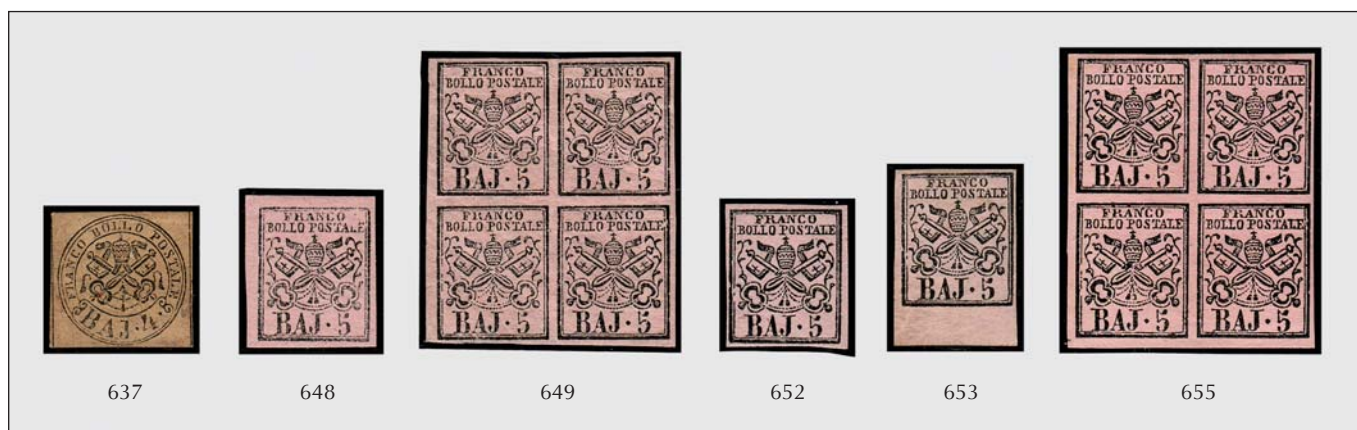 FRANCO BOLLO POSTALE
BAJ. 4.
637
FRANCO
BOLLO POSTALE
BAJ · 5
648
FRANCO
BOLLO POSTALE
BAJ · 5
FRANCO
BOLLO POSTALE
BAJ · 5
FRANCO
BOLLO POSTALE
BAJ · 5
FRANCO
BOLLO POSTALE
BAJ · 5
649
FRANCO
BOLLO POSTALE
BAJ · 5
652
FRANCO
BOLLO POSTALE
BAJ · 5
653
FRANCO
BOLLO POSTALE
BAJ · 5
FRANCO
BOLLO POSTALE
BAJ · 5
FRANCO
BOLLO POSTALE
BAJ · 5
FRANCO
BOLLO POSTALE
BAJ · 5
655